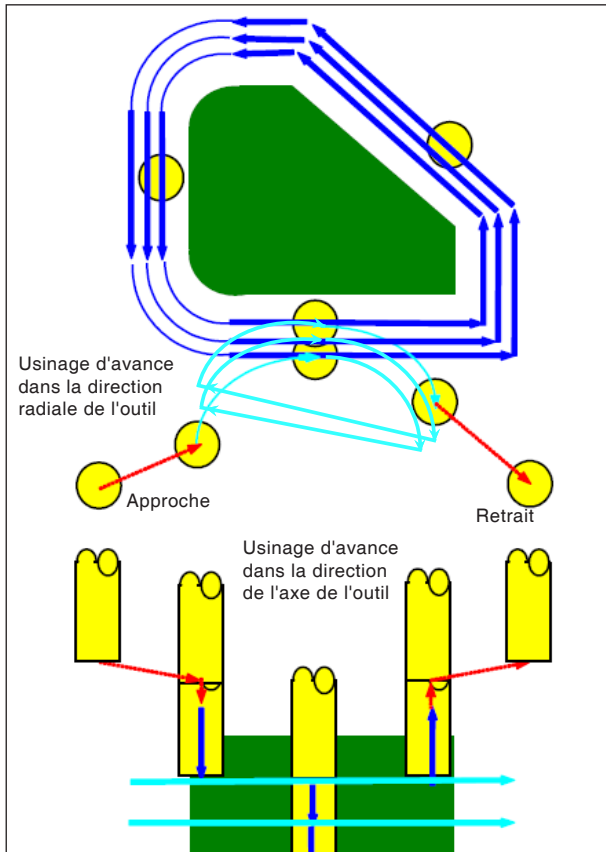 Usinage d'avance
dans la direction
radiale de l'outil
Approche
Retrait
Usinage d'avance
dans la direction
de l'axe de l'outil